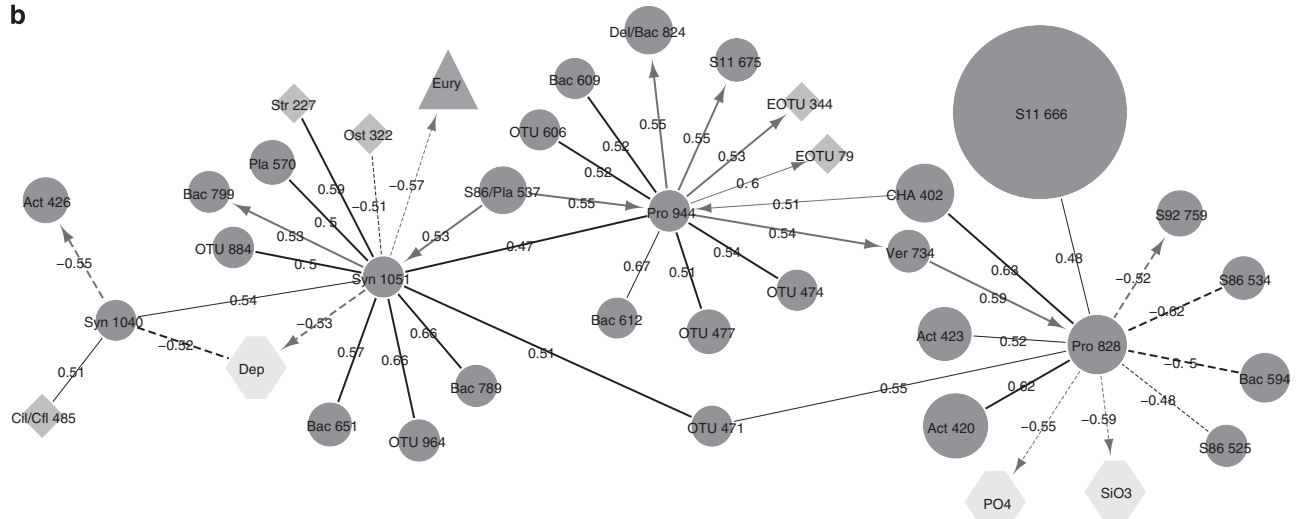 b
Del/Bac 824
S11 675
Bac 609
Eury
Str 227
EOTU 344
S11 666
Ost 322
OTU 606
0.55
0.55
EOTU 79
0.52
0.53
Pla 570
0.52
0.6
−0.57
0.59
Bac 799
S86/Pla 537
CHA 402
Act 426
−0.51
0.55
0.51
Pro 944
S92 759
0.5
0.53
0.53
0.54
OTU 884
0.47
0.54
Ver 734
0.48
−0.55
0.5
0.67
0.51
0.63
−0.52
S86 534
Syn 1051
OTU 474
0.54
0.59
−0.62
Syn 1040
−0.53
Bac 612
OTU 477
Act 423
0.52
Pro 828
−0.52
0.66
0.57
0.66
0.51
−0.5
Dep
0.51
Bac 789
0.55
0.62
Bac 594
−0.48
Cil/Cfl 485
Bac 651
OTU 964
OTU 471
Act 420
−0.55
−0.59
S86 525
PO4
SiO3